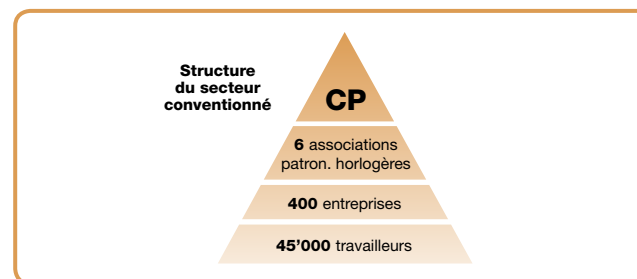 Structure
du secteur
conventionné
CP
6 associations
patron. horlogères
400 entreprises
45’000 travailleurs